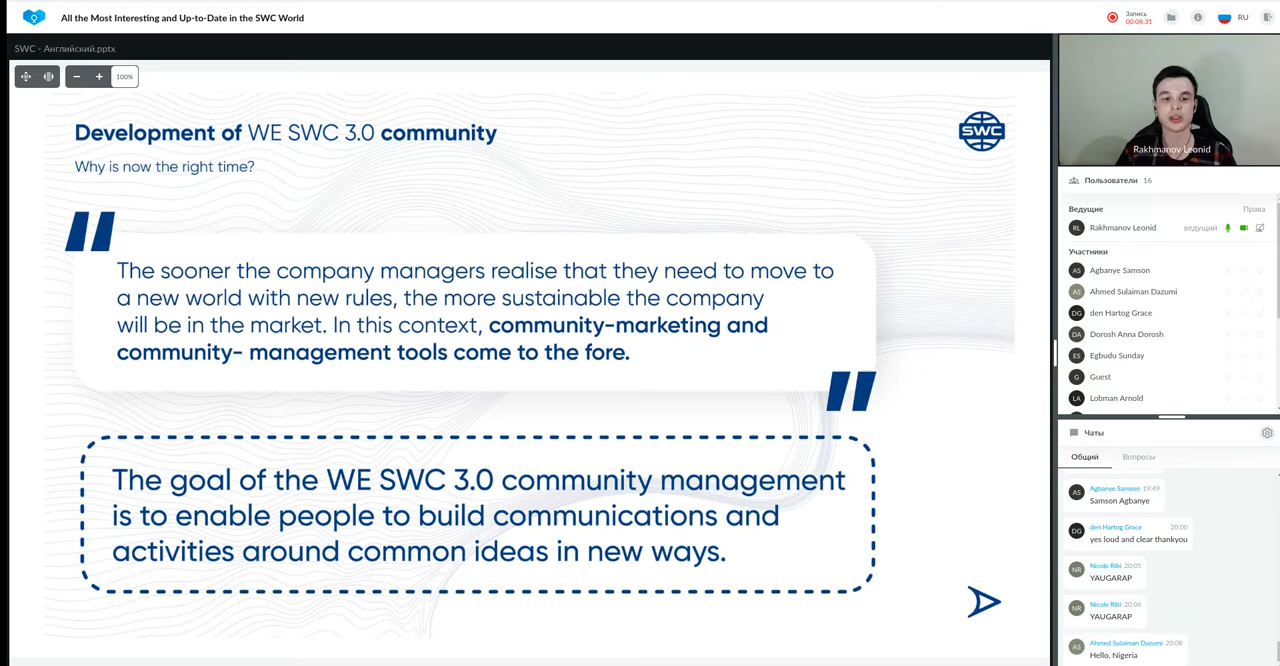 All the Most Interesting and Up-to-Date in the SWC World
Запись
00:08:31
RU
SWC - Английский.pptx
100%
Development of WE SWC 3.0 community
Why is now the right time?
SWC
The sooner the company managers realise that they need to move to
a new world with new rules, the more sustainable the company
will be in the market. In this context, community-marketing and
community- management tools come to the fore.
The goal of the WE SWC 3.0 community management
is to enable people to build communications and
activities around common ideas in new ways.
Rakhmanov Leonid
Пользователи 16
Ведущие Права
RL Rakhmanov Leonid ведущий
Участники
AS Agbanye Samson
AS Ahmed Sulaiman Dazumi
DG den Hartog Grace
DA Dorosh Anna Dorosh
ES Egbudu Sunday
G Guest
LA Lobman Arnold
Чаты
Общий Вопросы
AS Agbanye Samson 19:49
Samson Agbanye
DG den Hartog Grace 20:00
yes loud and clear thankyou
NR Nicole Ribi 20:05
YAUGARAP
NR Nicole Ribi 20:06
YAUGARAP
AS Ahmed Sulaiman Dazumi 20:08
Hello, Nigeria